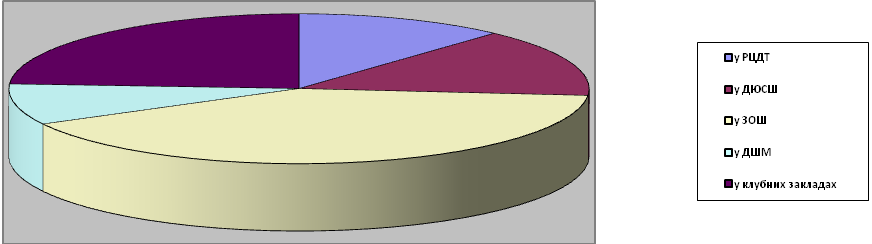 у РЦДТ
у ДЮСШ
у ЗОШ
у ДШМ
у клубних закладах